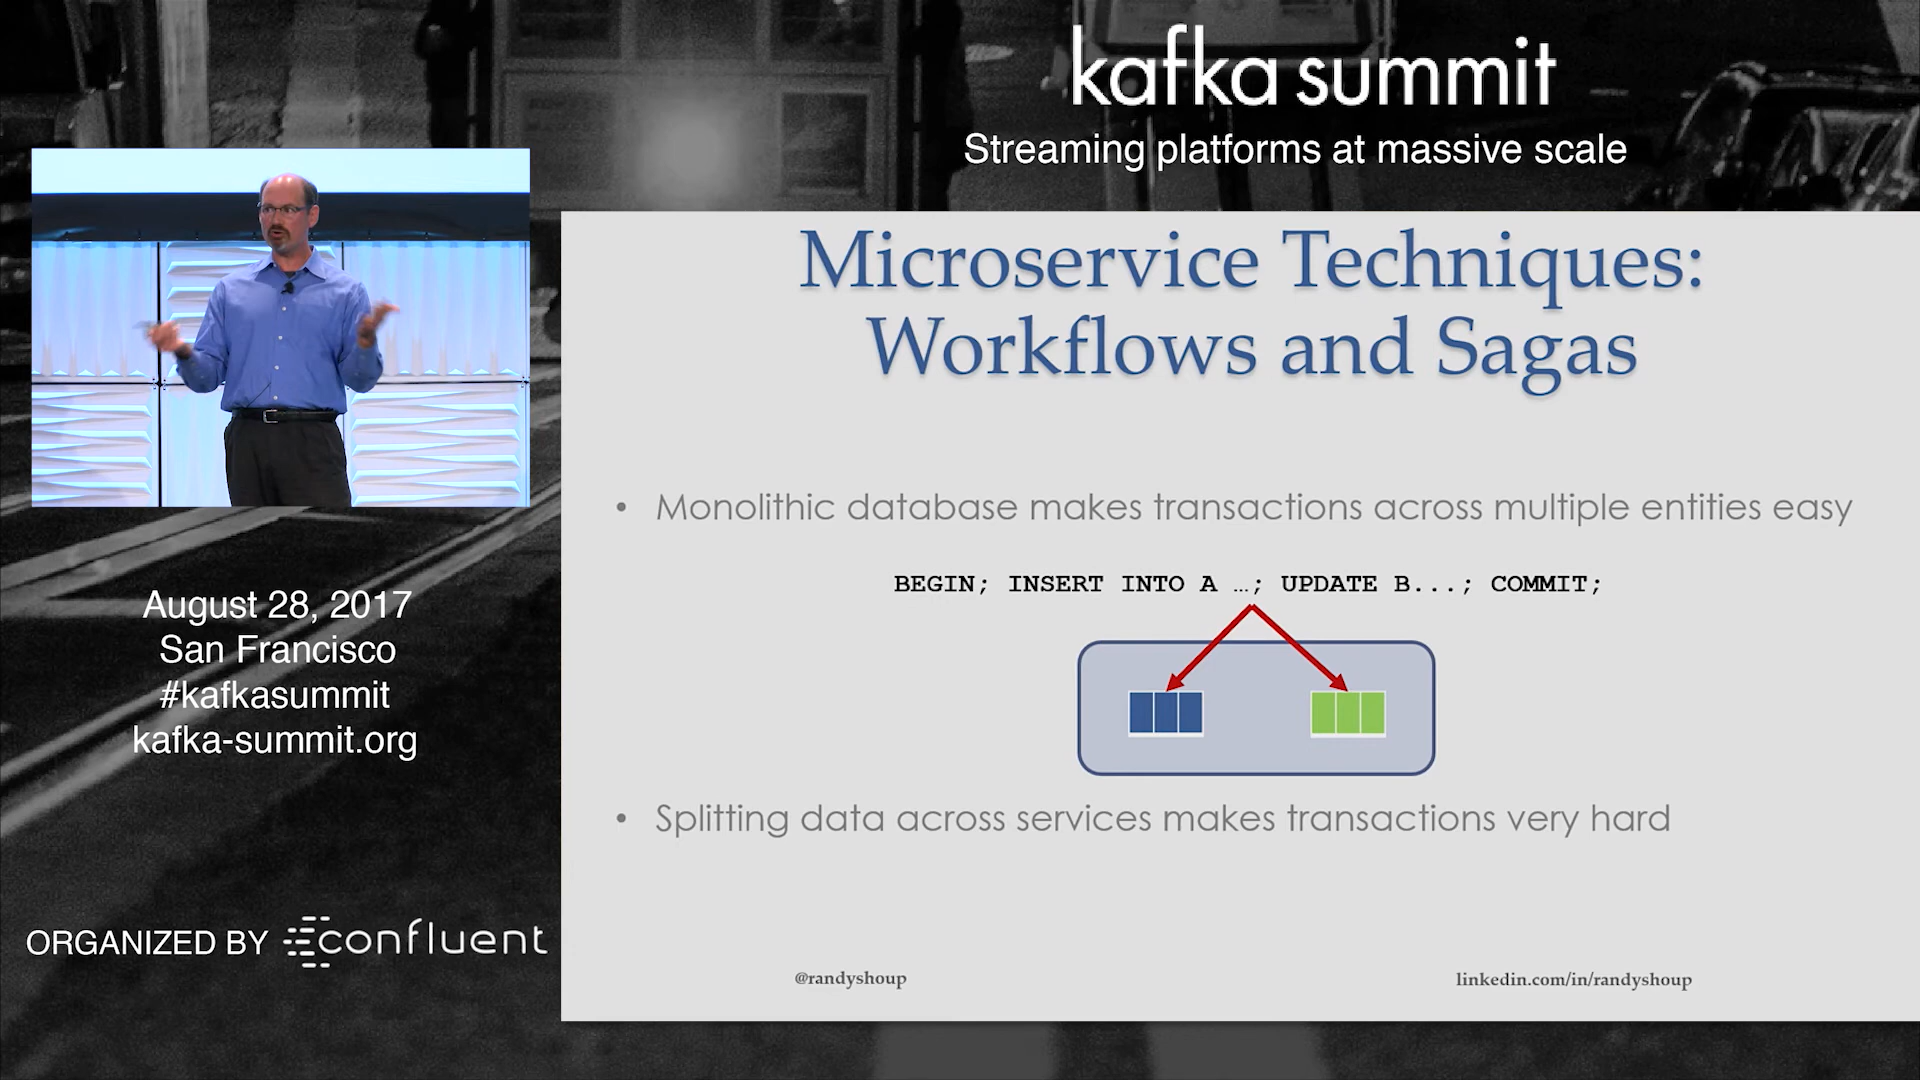 kafka summit
Streaming platforms at massive scale
Microservice Techniques:
Workflows and Sagas
• Monolithic database makes transactions across multiple entities easy
BEGIN; INSERT INTO A …; UPDATE B...; COMMIT;
• Splitting data across services makes transactions very hard
@randyshoup
linkedin.com/in/randyshoup
August 28, 2017
San Francisco
#kafkasummit
kafka-summit.org
ORGANIZED BY confluent